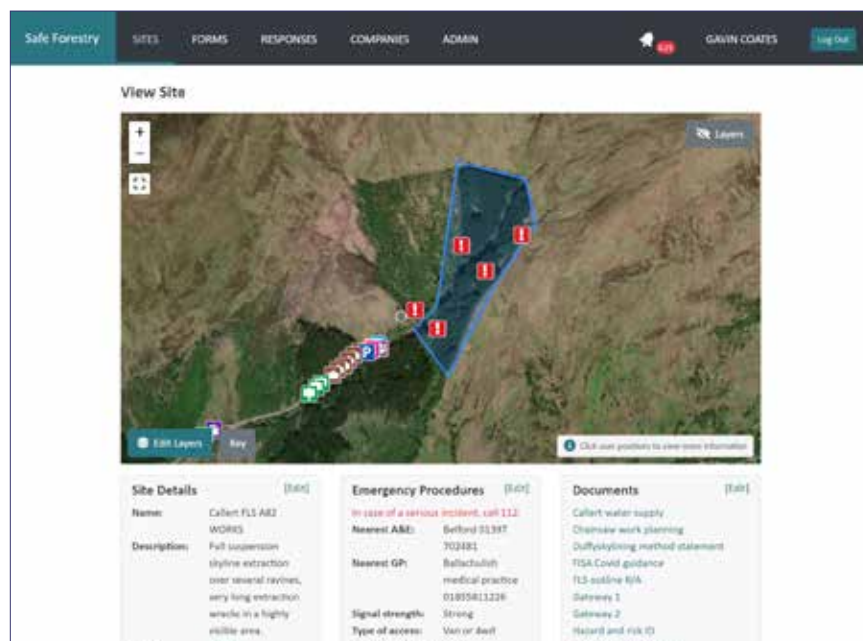 Safe Forestry SITES FORMS RESPONSES COMPANIES ADMIN GAVIN COATES Log Out
View Site
+
−
Layers
P
Edit Layers Key
Click over positions to view more information
Site Details [Edit]
Name: Callert FLS A82
WORKS
Description: Full suspension
skyline extraction
over several ravines,
very long extraction
in a highly
visible area.
Emergency Procedures [Edit]
In case of a serious incident, call 112
Nearest A&E: Belford 01397
702481
Nearest GP: Ballachulish
medical practice
01855811226
Signal strength: Strong
Type of access: Van or 4wd
Documents [Edit]
Callert water supply
Chainsaw work planning
Duffyskylining method statement
FISA Covid guidance
FLS outline R/A
Gateway 1
Gateway 2
Hazard and risk ID